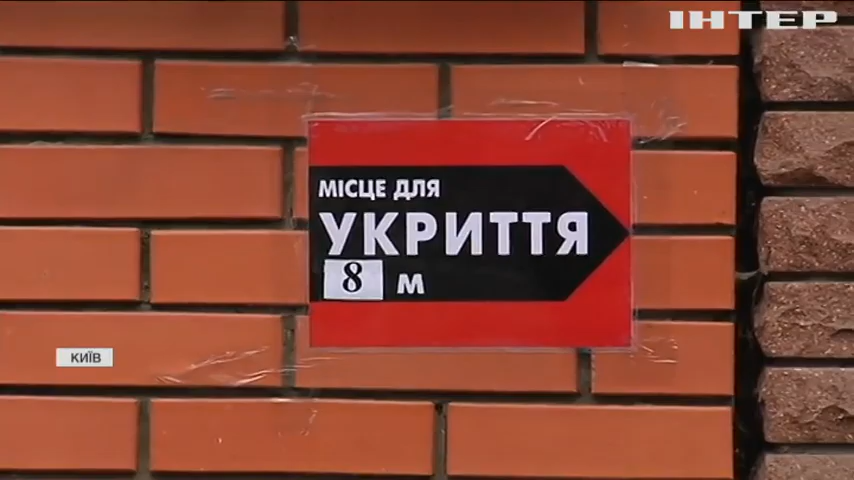 ІНТЕР
МІСЦЕ ДЛЯ
УКРИТТЯ
8 м
КИЇВ